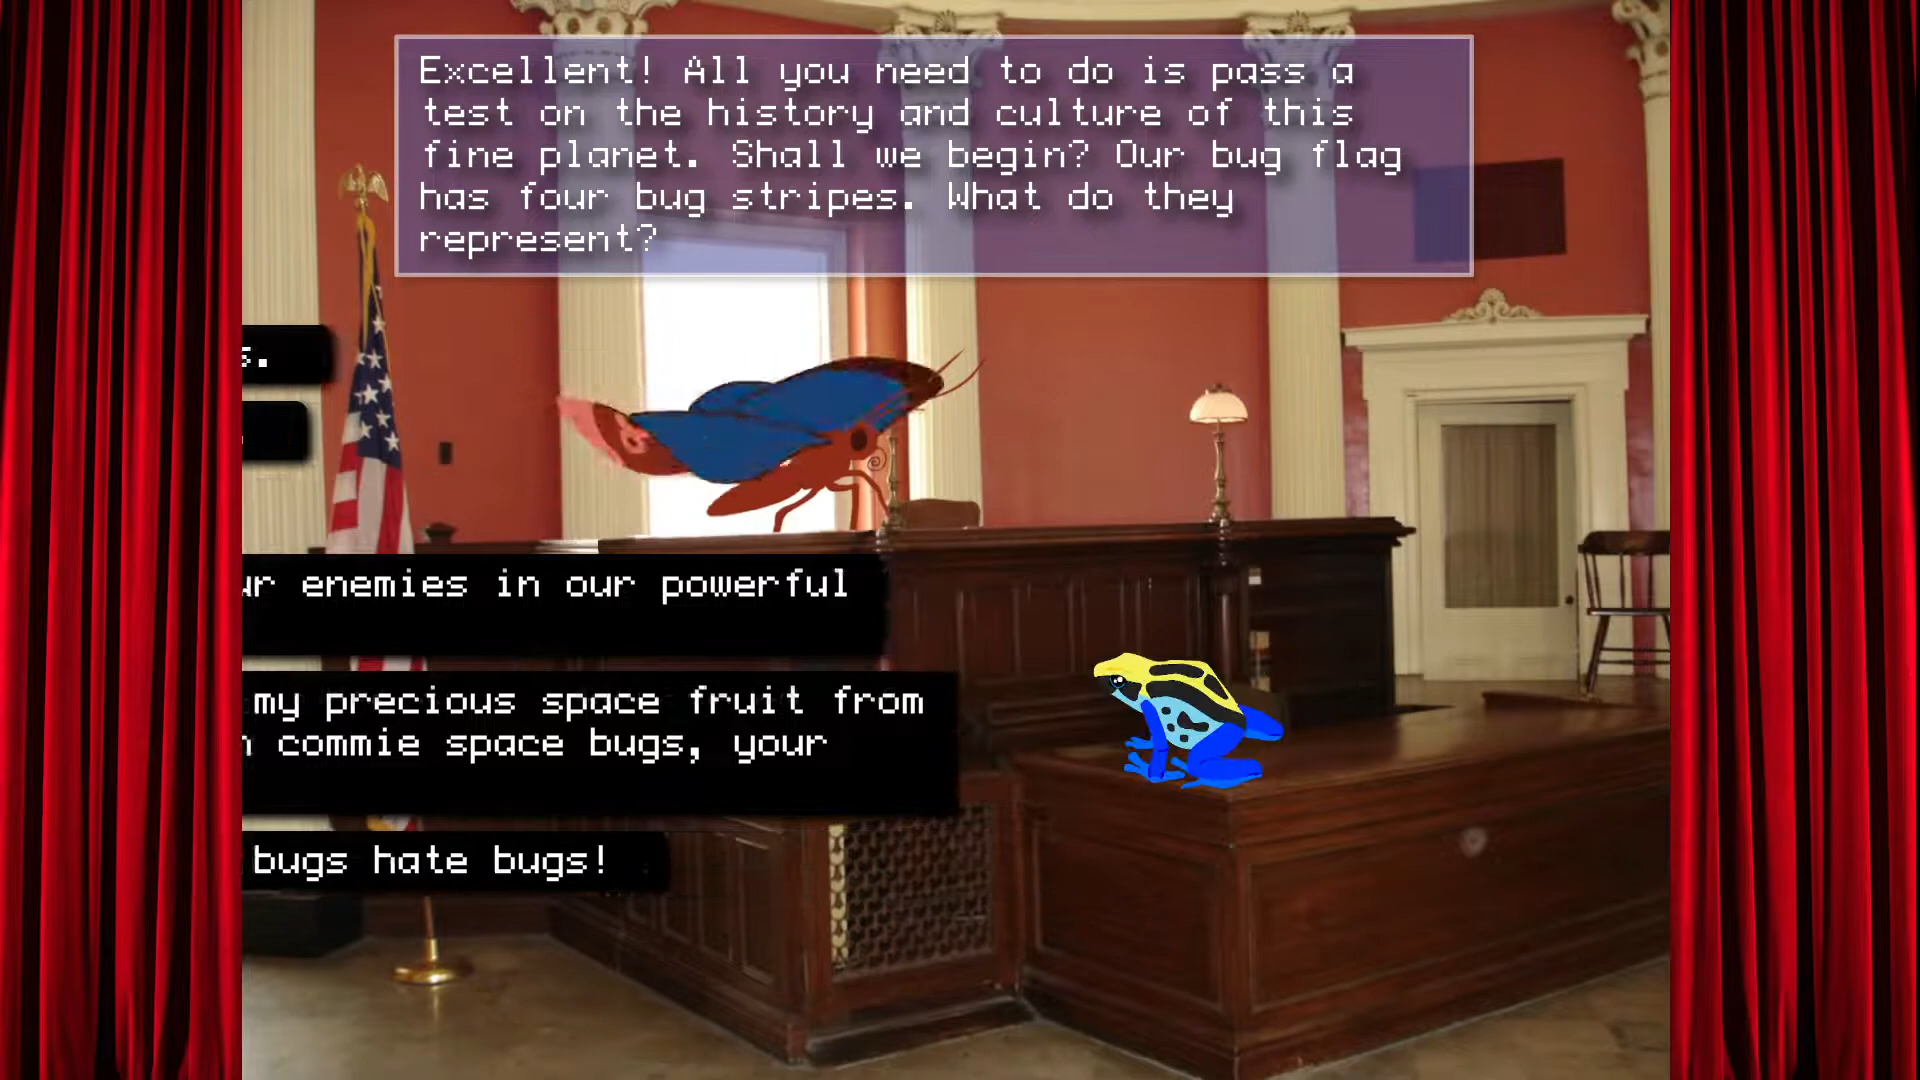 Excellent! All you need to do is pass a
test on the history and culture of this
fine planet. Shall we begin? Our bug flag
has four bug stripes. What do they
represent?
enemies in our powerful
my precious space fruit from
commie space bugs, your
bugs hate bugs!